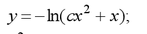 y = −ln(cx² + x);